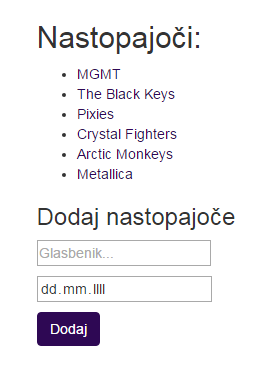 Nastopajoči:
MGMT
The Black Keys
Pixies
Crystal Fighters
Arctic Monkeys
Metallica
Dodaj nastopajoče
Glasbenik...
dd.mm.llll
Dodaj